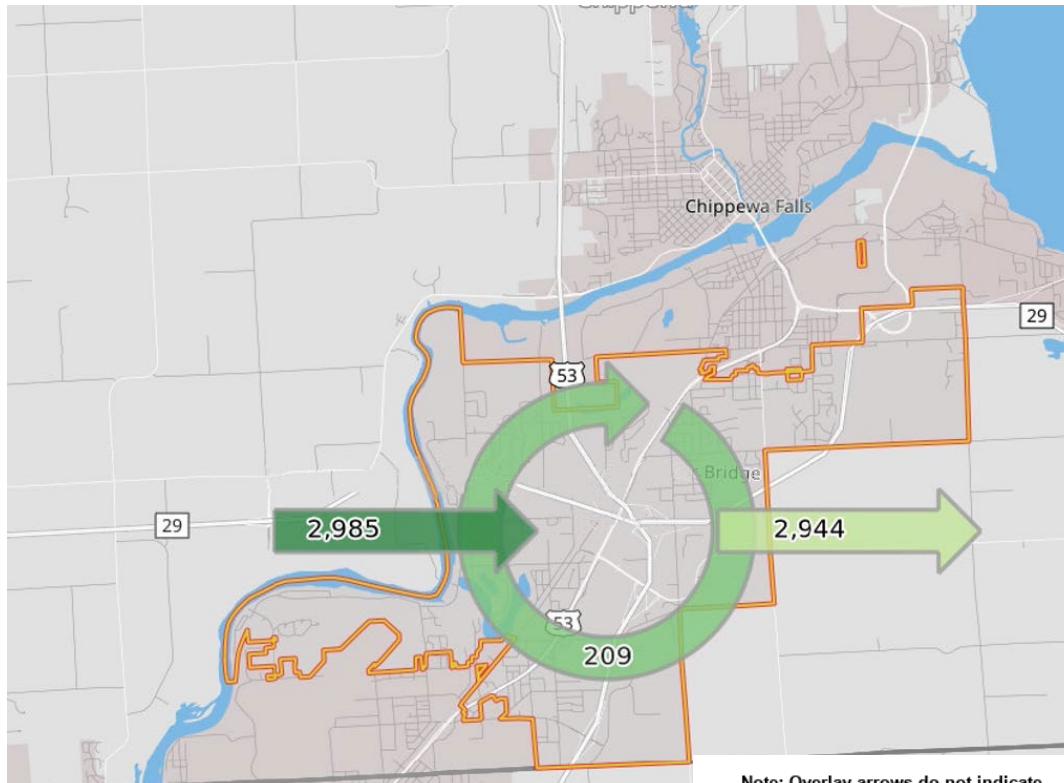 Chippewa Falls
29
53
Bridge
2,985
2,944
29
53
209
Note: Overlay arrows do not indicate